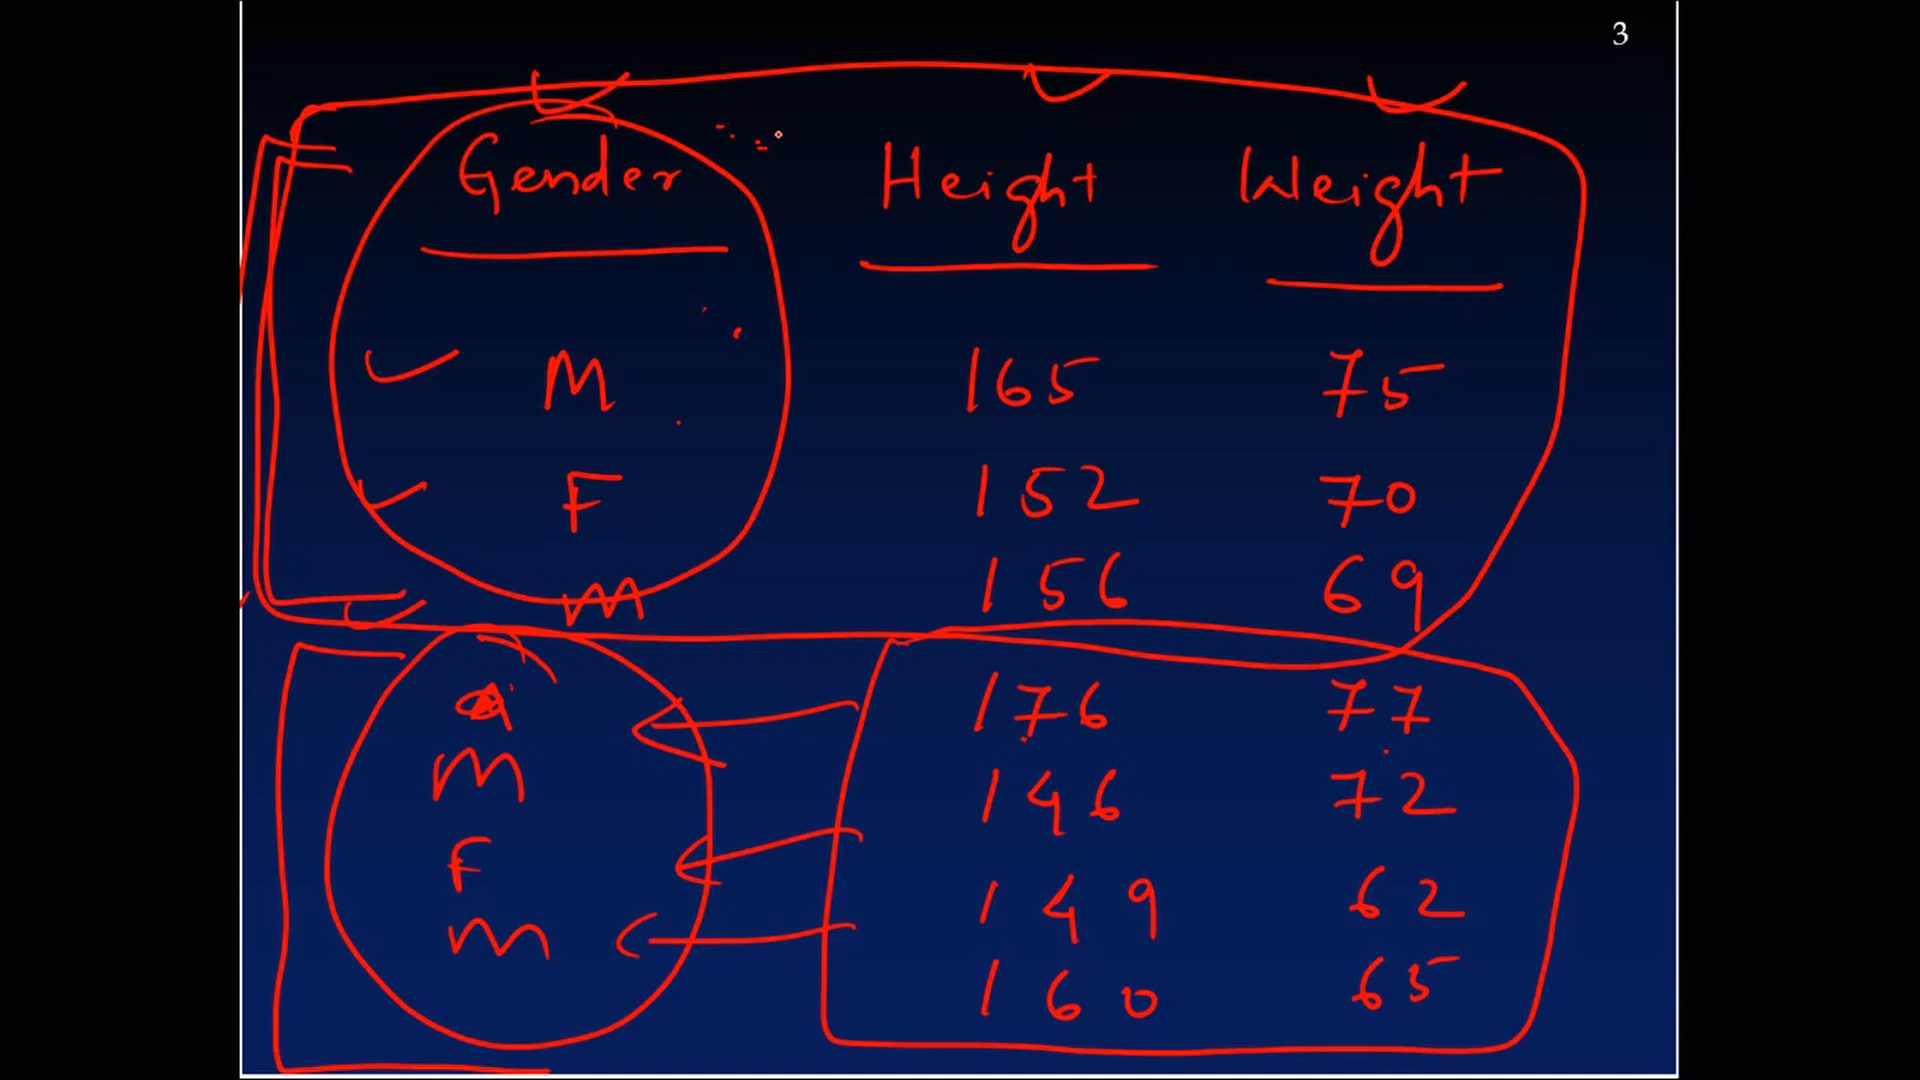 3
Gender Height Weight
M 165 75
F 152 70
M 156 69
176 77
M 146 72
F 149 62
M 160 65